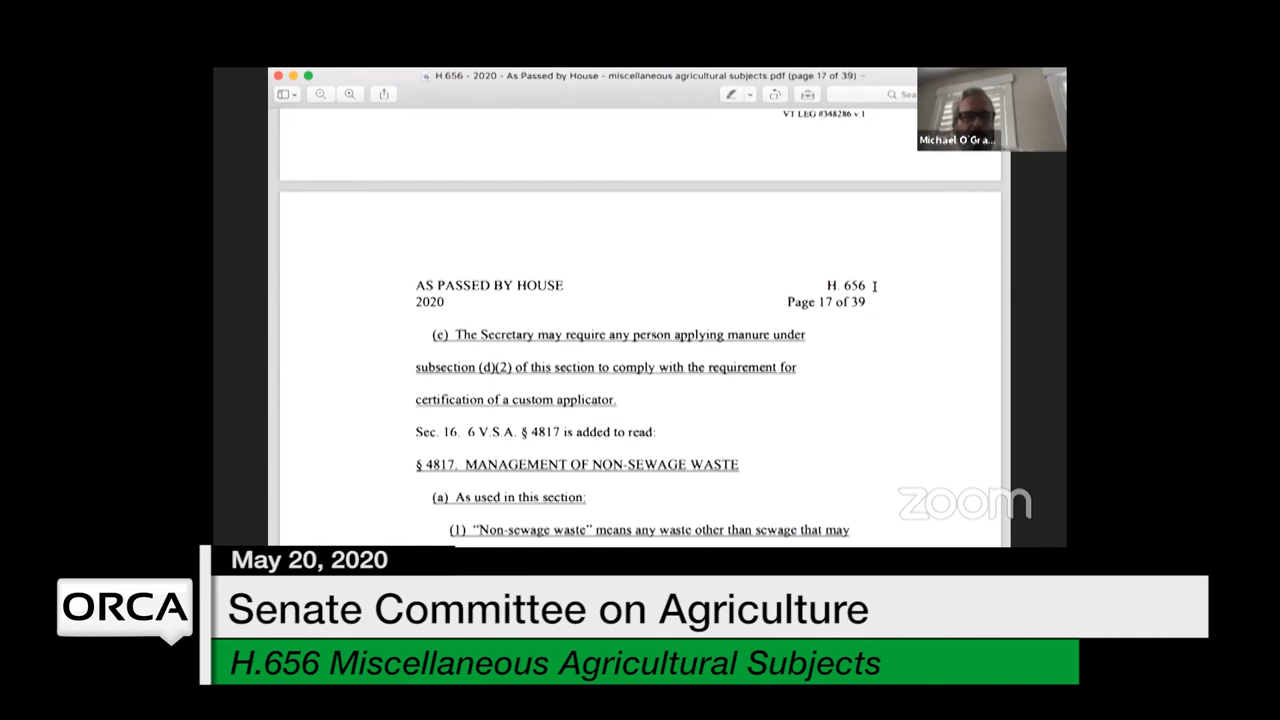 H.656 - 2020 - As Passed by House - miscellaneous agricultural subjects.pdf (page 17 of 39)
Sea
VT LEG #348286 v.1
Michael O'Gra...
AS PASSED BY HOUSE
H. 656
2020
Page 17 of 39
(e) The Secretary may require any person applying manure under
subsection (d)(2) of this section to comply with the requirement for
certification of a custom applicator.
Sec. 16. 6 V.S.A. § 4817 is added to read:
§ 4817. MANAGEMENT OF NON-SEWAGE WASTE
(a) As used in this section:
(1) “Non-sewage waste” means any waste other than sewage that may
zoom
May 20, 2020
ORCA
Senate Committee on Agriculture
H.656 Miscellaneous Agricultural Subjects